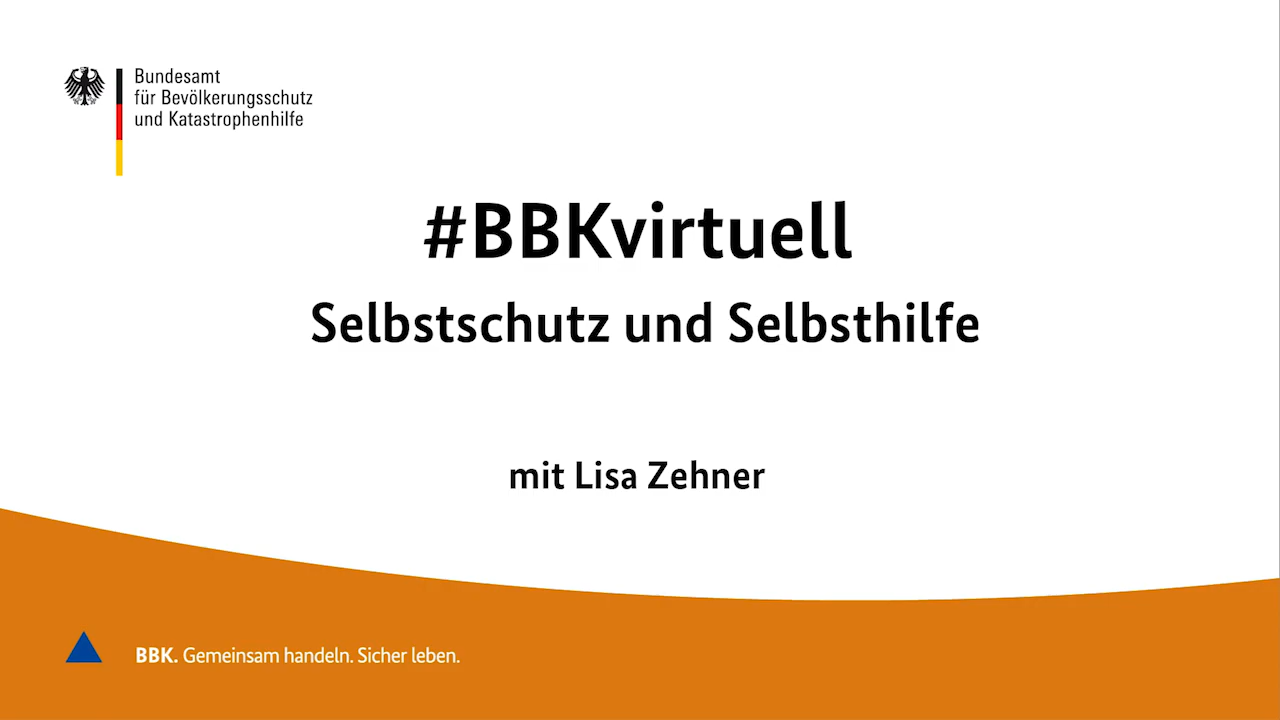 Bundesamt
für Bevölkerungsschutz
und Katastrophenhilfe
#BBKvirtuell
Selbstschutz und Selbsthilfe
mit Lisa Zehner
BBK. Gemeinsam handeln. Sicher leben.